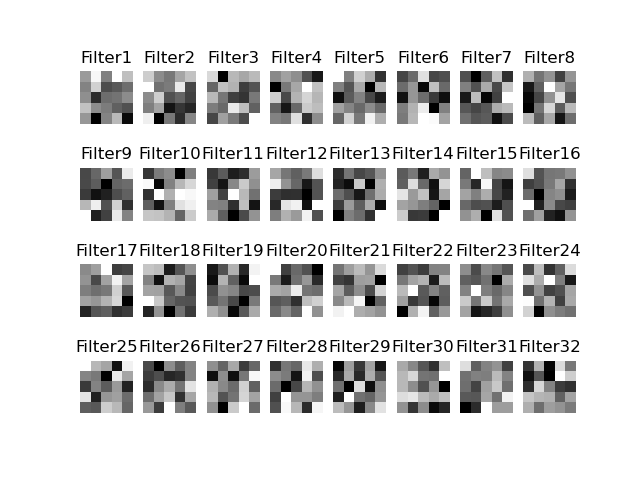 Filter1 Filter2 Filter3 Filter4 Filter5 Filter6 Filter7 Filter8
Filter9 Filter10 Filter11 Filter12 Filter13 Filter14 Filter15 Filter16
Filter17 Filter18 Filter19 Filter20 Filter21 Filter22 Filter23 Filter24
Filter25 Filter26 Filter27 Filter28 Filter29 Filter30 Filter31 Filter32